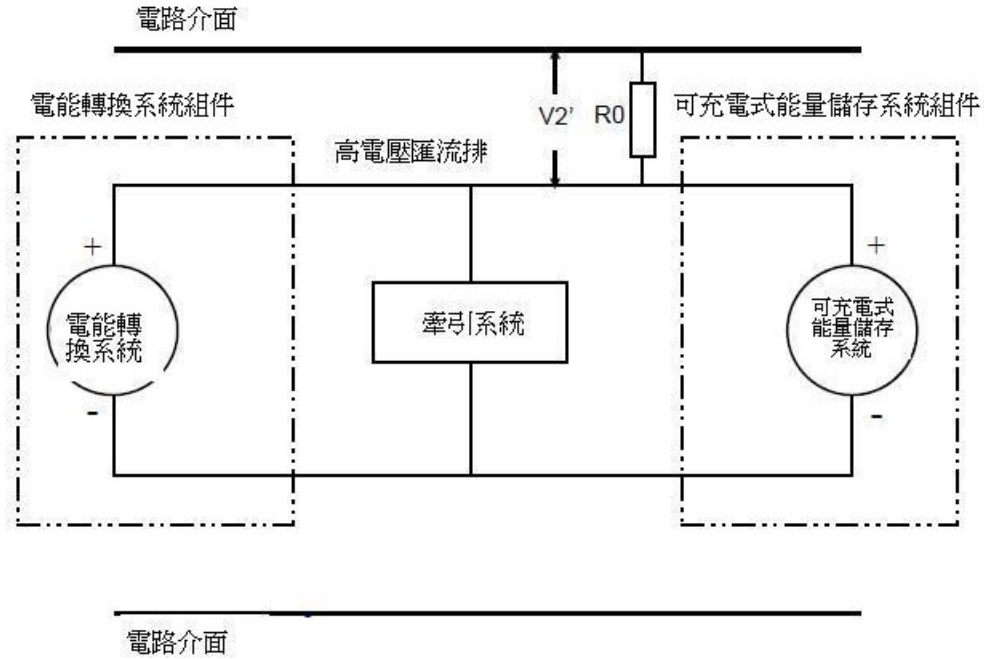 電路介面
電能轉換系統組件
V2'
R0
可充電式能量儲存系統組件
高電壓匯流排
+
+
電能轉
換系統
牽引系統
可充電式
能量儲存
系統
-
-
電路介面